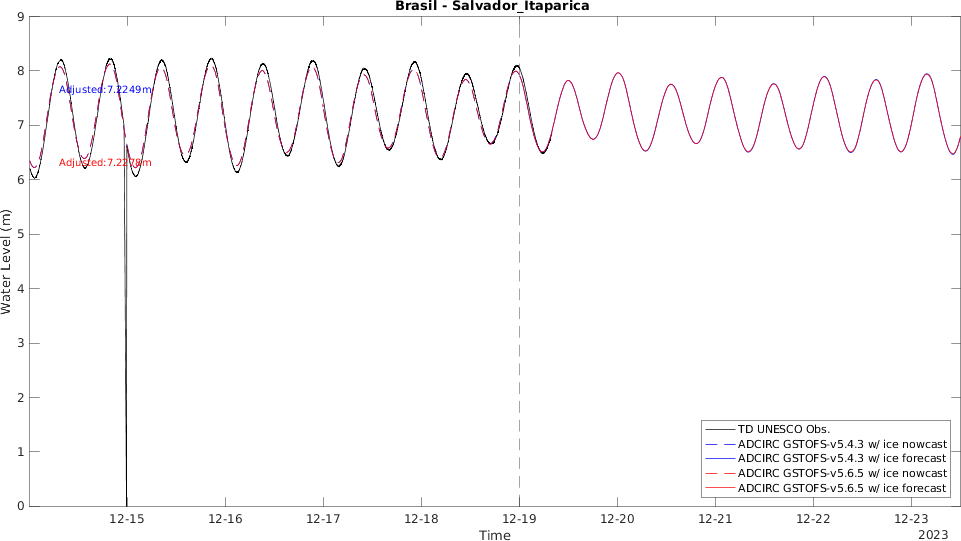 Brasil - Salvador_Itaparica
9
8
7
6
5
4
3
2
1
0
Water Level (m)
Adjusted:7.2249m
Adjusted:7.2278m
TD UNESCO Obs.
ADCIRC GSTOFS-v5.4.3 w/ ice nowcast
ADCIRC GSTOFS-v5.4.3 w/ ice forecast
ADCIRC GSTOFS-v5.6.5 w/ ice nowcast
ADCIRC GSTOFS-v5.6.5 w/ ice forecast
12-15 12-16 12-17 12-18 12-19 12-20 12-21 12-22 12-23
Time
2023